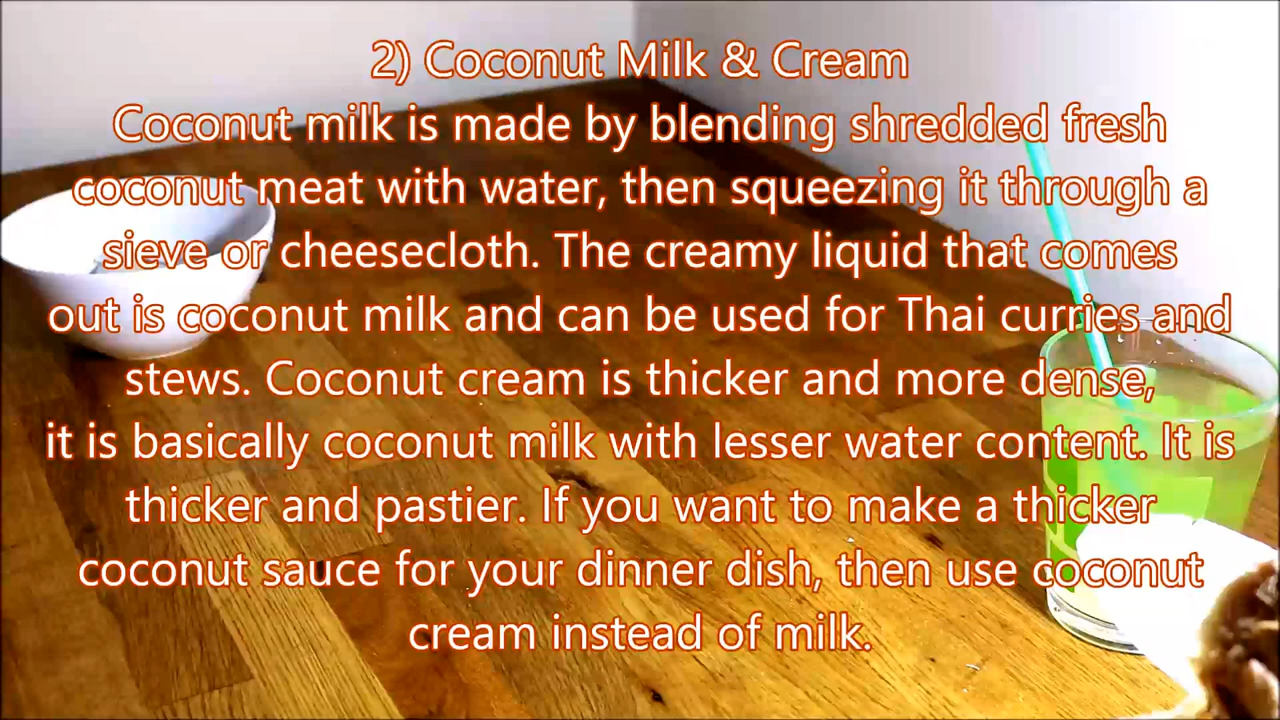 2) Coconut Milk & Cream
Coconut milk is made by blending shredded fresh
coconut meat with water, then squeezing it through a
sieve or cheesecloth. The creamy liquid that comes
out is coconut milk and can be used for Thai curries and
stews. Coconut cream is thicker and more dense,
it is basically coconut milk with lesser water content. It is
thicker and pastier. If you want to make a thicker
coconut sauce for your dinner dish, then use coconut
cream instead of milk.